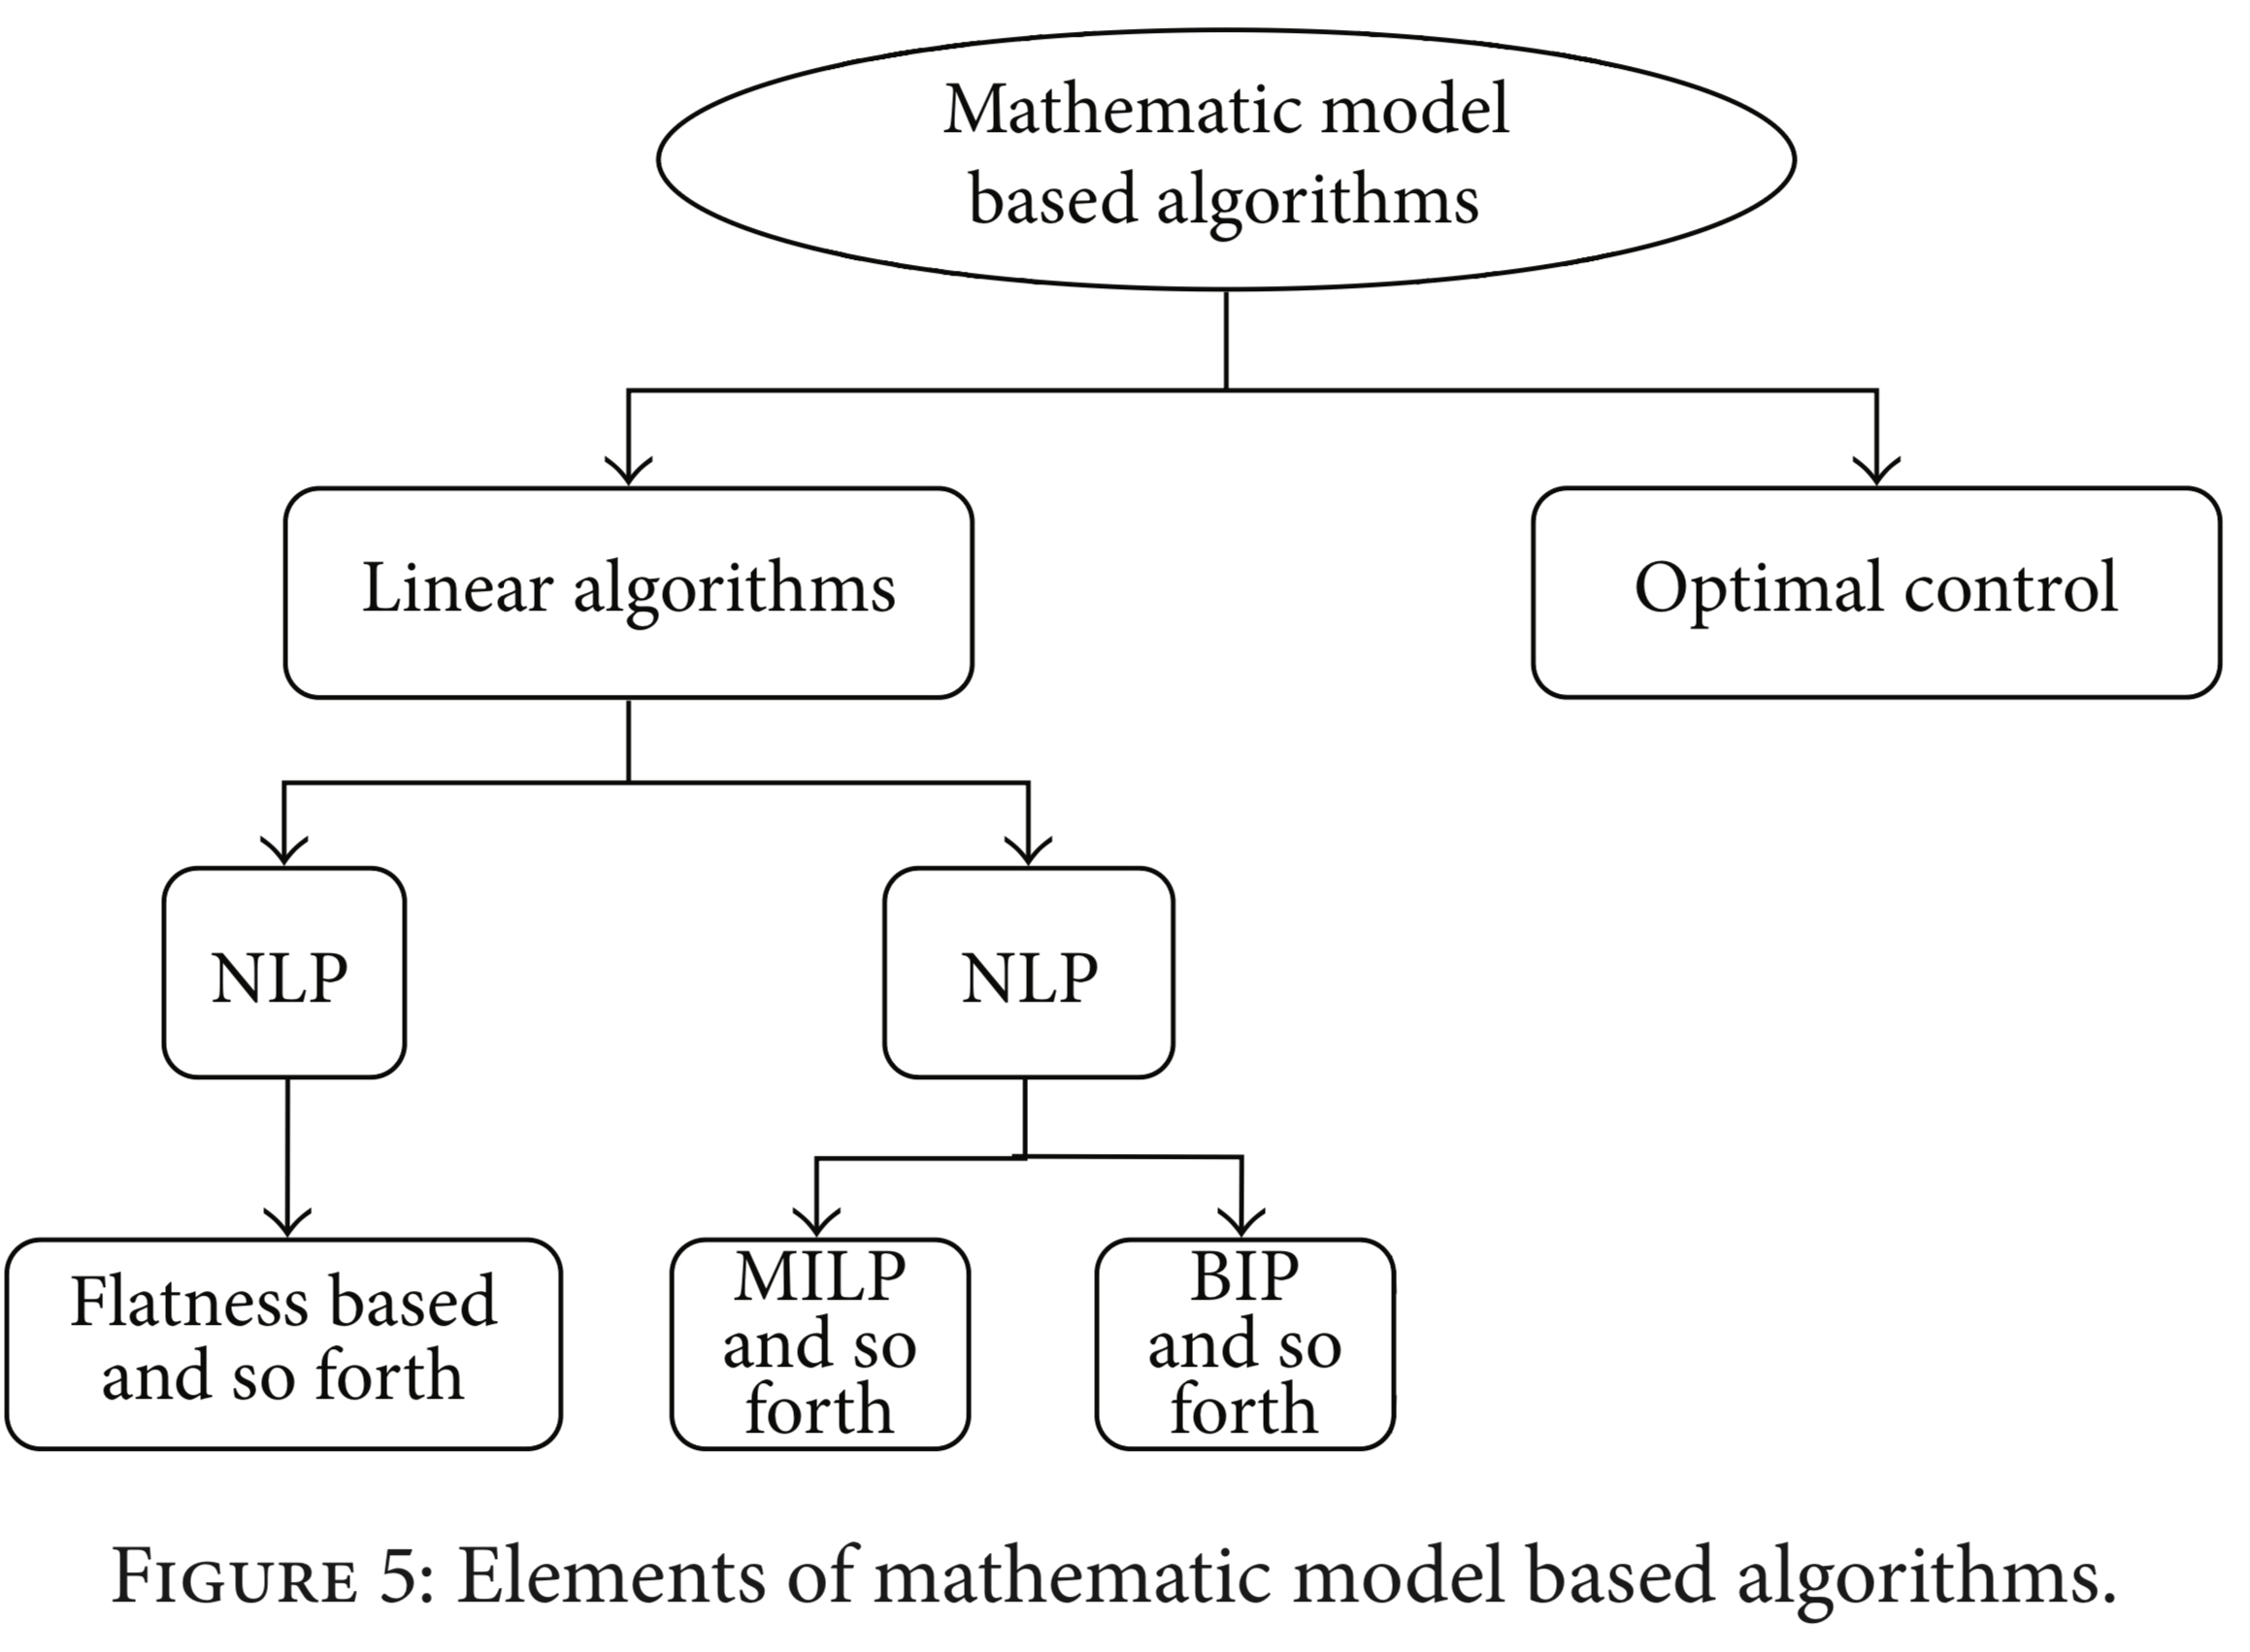 Mathematic model
based algorithms
Linear algorithms
Optimal control
NLP
NLP
Flatness based
and so forth
MILP
and so
forth
BIP
and so
forth
FIGURE 5: Elements of mathematic model based algorithms.